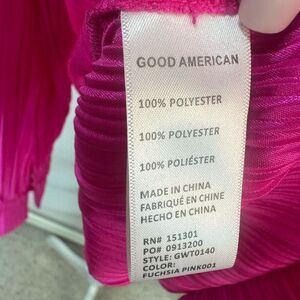 GOOD AMERICAN
100% POLYESTER
100% POLYESTER
100% POLIÉSTER
MADE IN CHINA
FABRIQUÉ EN CHINE
HECHO EN CHINA
RN# 151301
PO# 0913200
STYLE: GWT0140
COLOR:
FUCHSIA PINK001